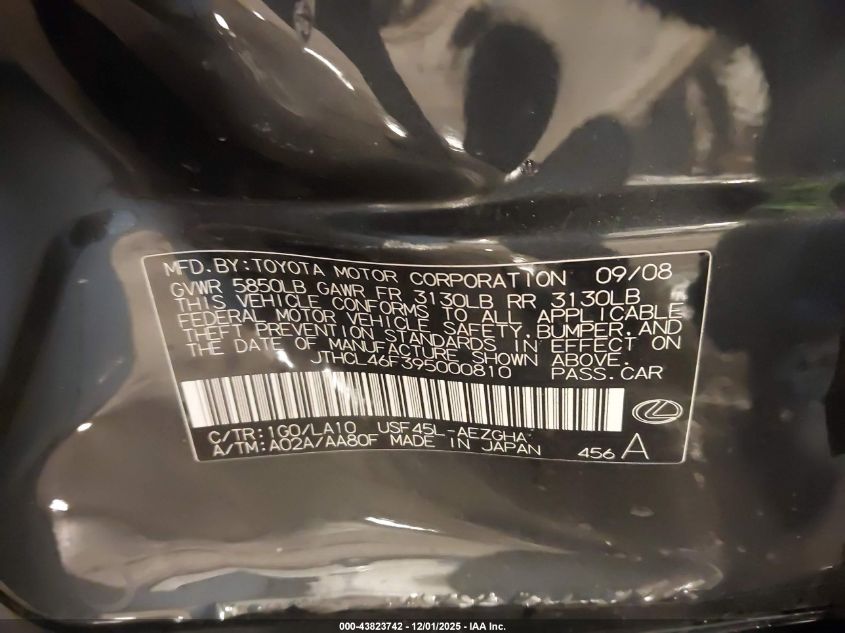 MFD. BY: TOYOTA MOTOR CORPORATION 09/08
GVWR 5850LB GAWR FR 3130LB RR 3130LB
THIS VEHICLE CONFORMS TO ALL APPLICABLE
FEDERAL MOTOR VEHICLE SAFETY, BUMPER, AND
THEFT PREVENTION STANDARDS IN EFFECT ON
THE DATE OF MANUFACTURE SHOWN ABOVE.
JTHCL46F395000810 PASS. CAR
C/TR: 1G0/LA10 USF45L-AEZGHA
A/TM: A02A/AA80F MADE IN JAPAN 456 A
000-43823742 - 12/01/2025 - IAA Inc.